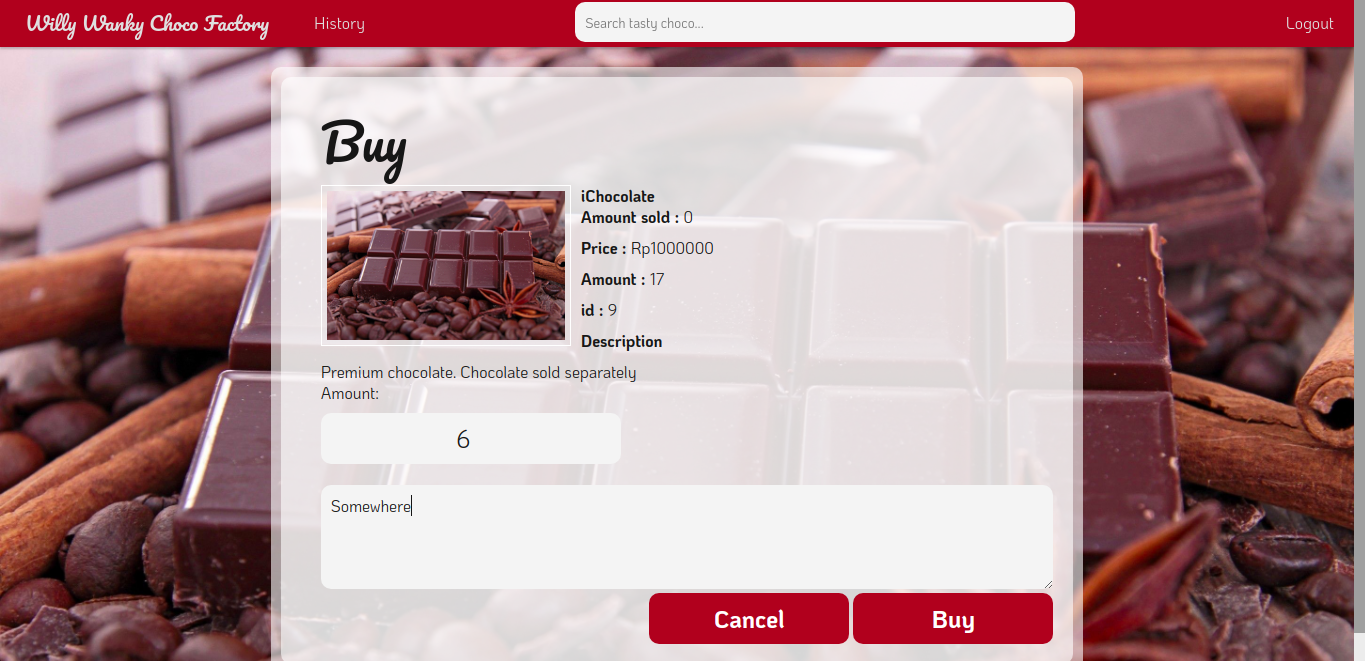 Willy Wanky Choco Factory
History
Search tasty choco...
Logout
Buy
iChocolate
Amount sold : 0
Price : Rp1000000
Amount : 17
id : 9
Description
Premium chocolate. Chocolate sold separately
Amount:
6
Somewhere
Cancel
Buy